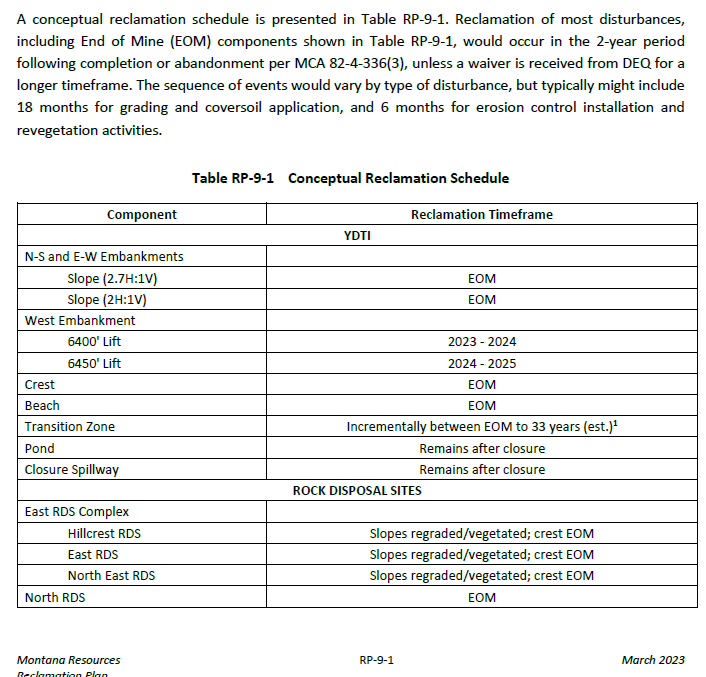 A conceptual reclamation schedule is presented in Table RP-9-1. Reclamation of most disturbances,
including End of Mine (EOM) components shown in Table RP-9-1, would occur in the 2-year period
following completion or abandonment per MCA 82-4-336(3), unless a waiver is received from DEQ for a
longer timeframe. The sequence of events would vary by type of disturbance, but typically might include
18 months for grading and coversoil application, and 6 months for erosion control installation and
revegetation activities.
Table RP-9-1 Conceptual Reclamation Schedule
Component Reclamation Timeframe
YDTI
N-S and E-W Embankments
Slope (2.7H:1V) EOM
Slope (2H:1V) EOM
West Embankment
6400' Lift 2023 - 2024
6450' Lift 2024 - 2025
Crest EOM
Beach EOM
Transition Zone Incrementally between EOM to 33 years (est.)¹
Pond Remains after closure
Closure Spillway Remains after closure
ROCK DISPOSAL SITES
East RDS Complex
Hillcrest RDS Slopes regraded/vegetated; crest EOM
East RDS Slopes regraded/vegetated; crest EOM
North East RDS Slopes regraded/vegetated; crest EOM
North RDS EOM
Montana Resources RP-9-1 March 2023
Reclamation Plan